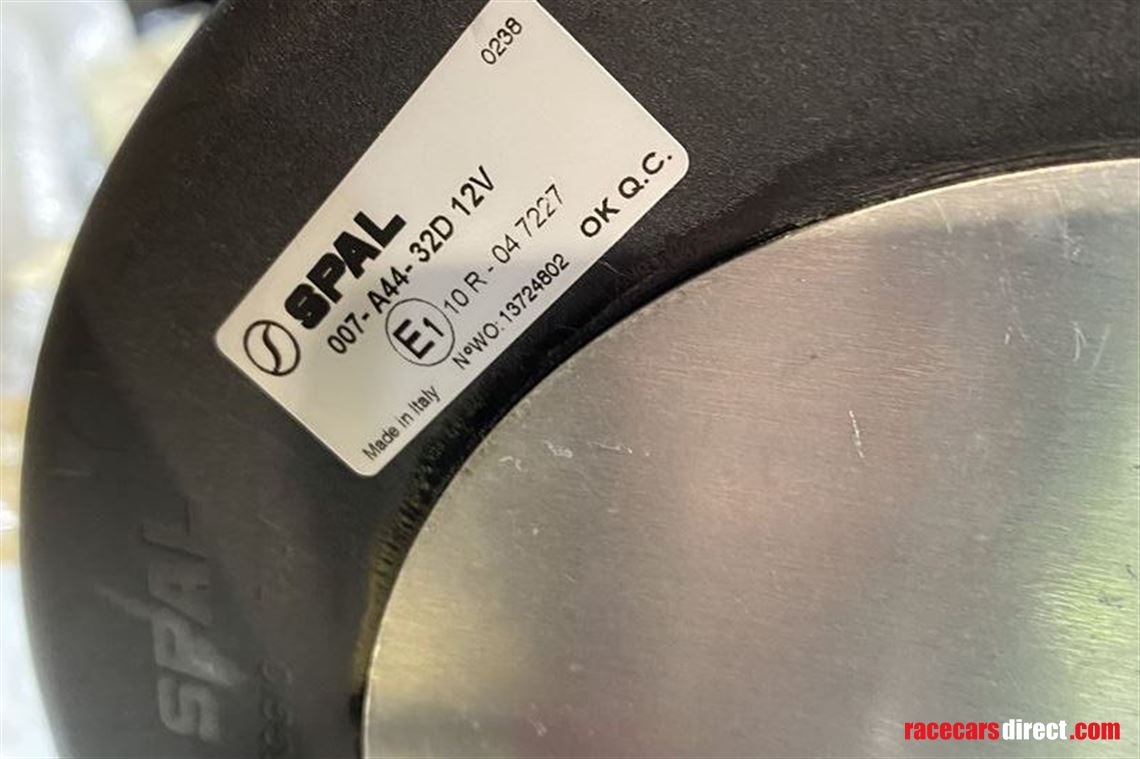 0238
SPAL
007-A44-32D 12V
E1 10 R - 04 7227
Made in Italy N°WO:13724802 OK Q.C.
SPAL
racecarsdirect.com